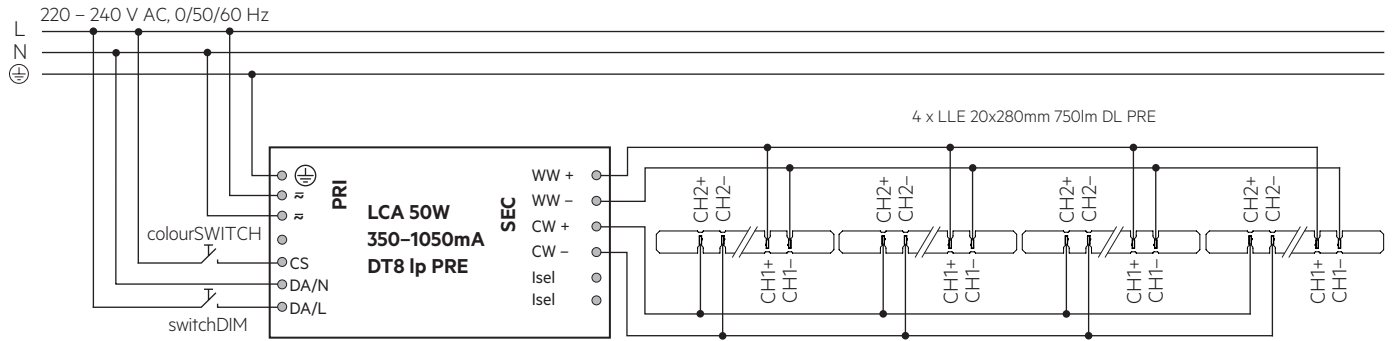 220 – 240 V AC, 0/50/60 Hz
L
N
4 x LLE 20x280mm 750lm DL PRE
PRI
SEC
LCA 50W
350–1050mA
DT8 lp PRE
WW +
WW –
CW +
CW –
Isel
Isel
≂
≂
colourSWITCH
CS
DA/N
DA/L
switchDIM
CH2+
CH2–
CH1+
CH1–
CH2+
CH2–
CH1+
CH1–
CH2+
CH2–
CH1+
CH1–
CH2+
CH2–
CH1+
CH1–